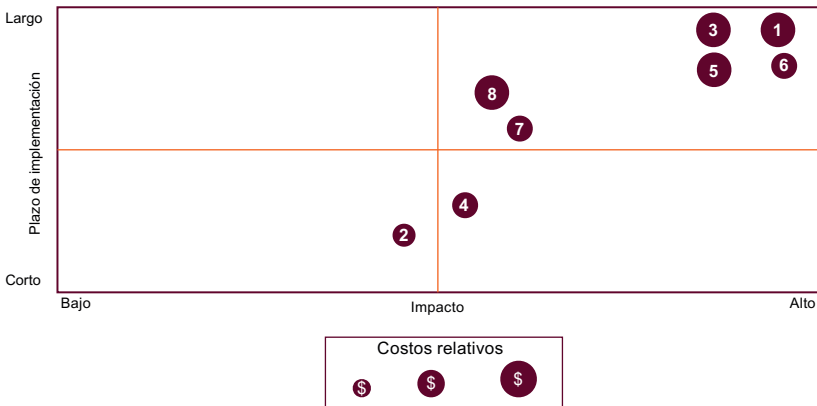 Largo
3 1
5 6
8
7
Plazo de implementación
4
2
Corto
Bajo
Impacto
Alto
Costos relativos
$ $ $